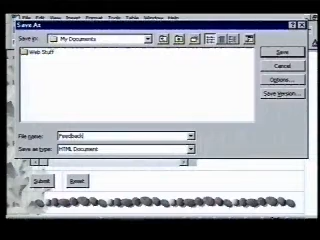 File Edit View Insert Format Tools Table Window Help
Save As
Save in: My Documents
Save
Web Stuff
Cancel
Options...
Save Version...
File name: Feedback
Save as type: HTML Document
Submit Reset